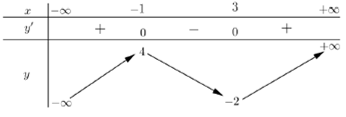 x −∞ −1 3 +∞
y′ + 0 − 0 +
4 +∞
y
−∞ −2